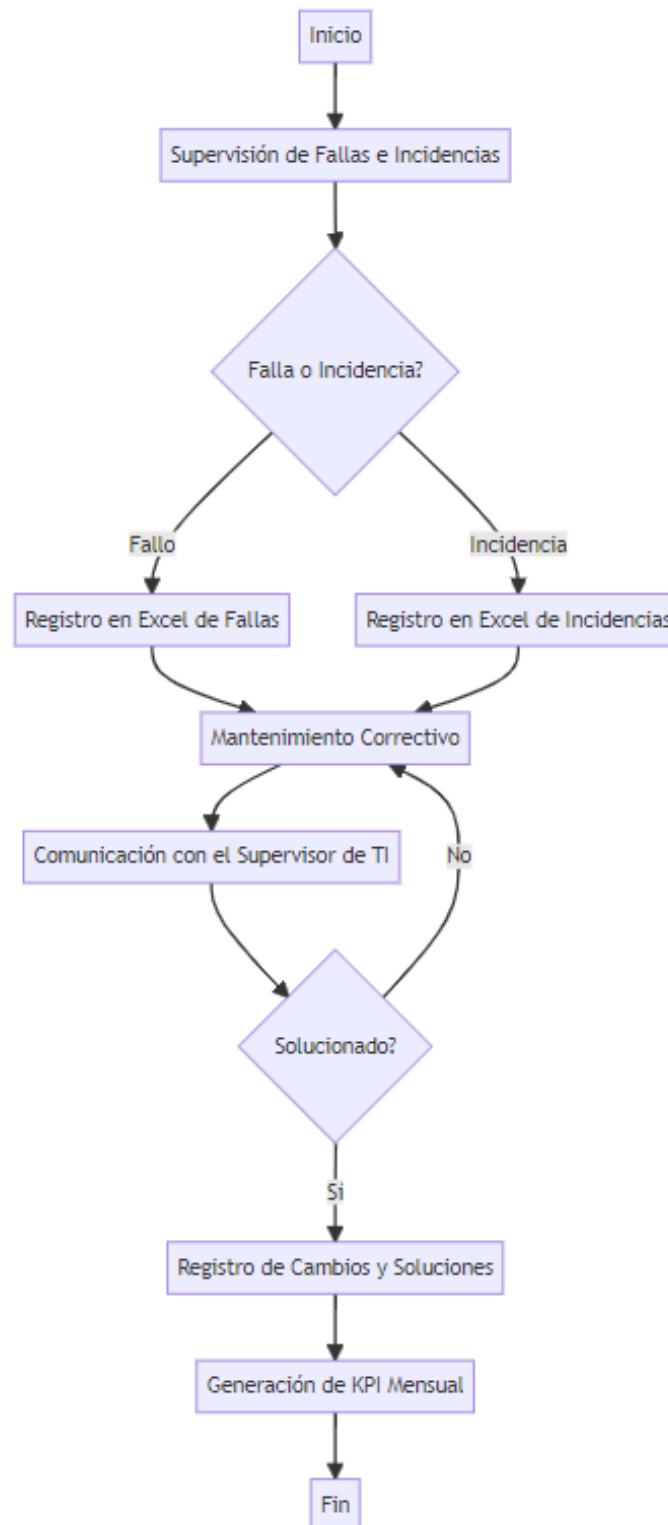 Inicio
Supervisión de Fallas e Incidencias
Falla o Incidencia?
Fallo
Incidencia
Registro en Excel de Fallas
Registro en Excel de Incidencias
Mantenimiento Correctivo
Comunicación con el Supervisor de TI
No
Solucionado?
Si
Registro de Cambios y Soluciones
Generación de KPI Mensual
Fin